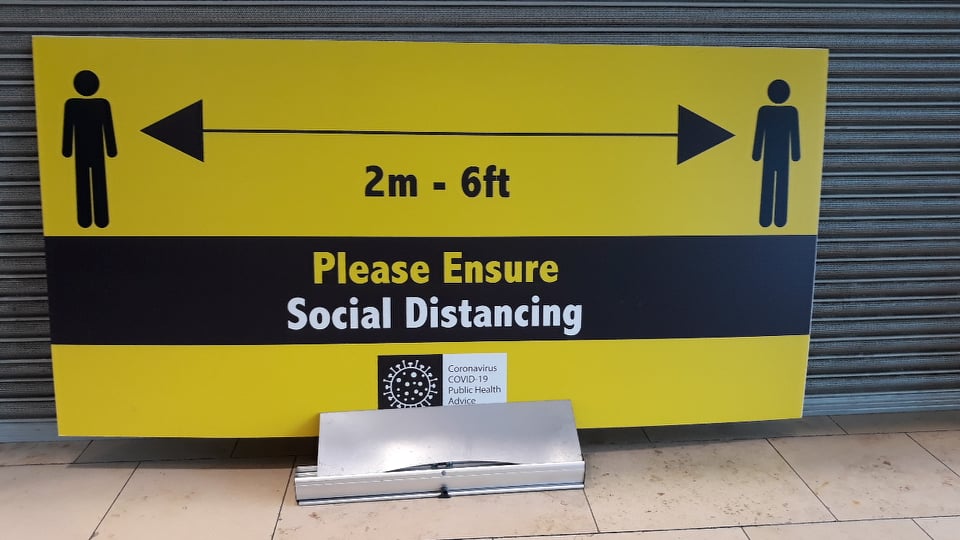 2m - 6ft
Please Ensure
Social Distancing
Coronavirus
COVID-19
Public Health
Advice